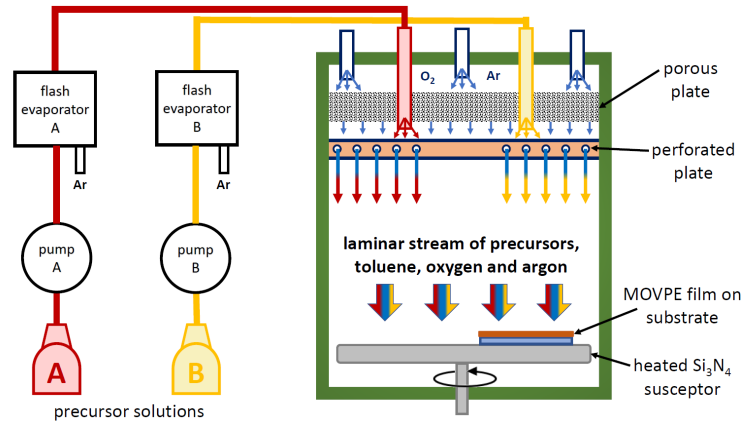 flash
evaporator
A
Ar
flash
evaporator
B
Ar
pump
A
pump
B
A
B
precursor solutions
O₂
Ar
porous
plate
perforated
plate
laminar stream of precursors,
toluene, oxygen and argon
MOVPE film on
substrate
heated Si₃N₄
susceptor